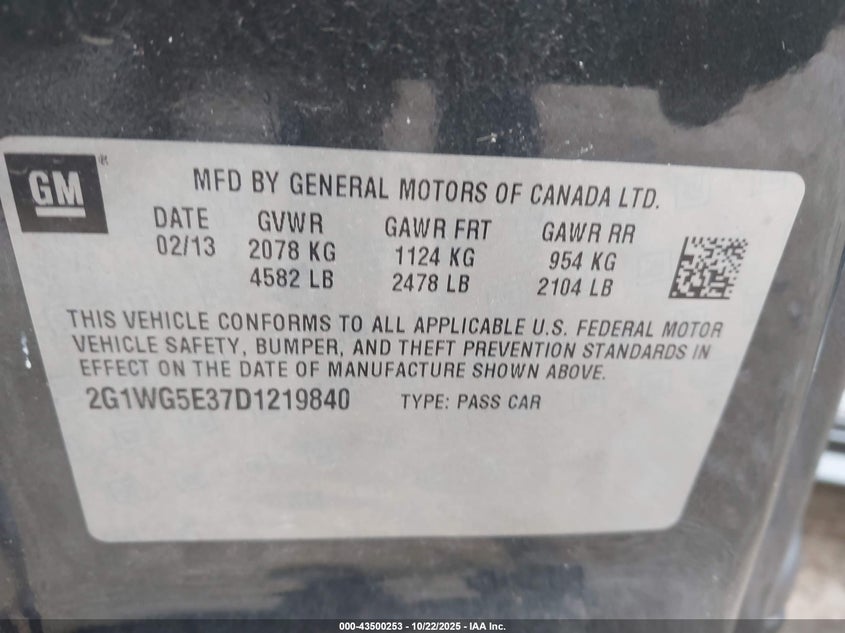 GM®
MFD BY GENERAL MOTORS OF CANADA LTD.
DATE GVWR GAWR FRT GAWR RR
02/13 2078 KG 1124 KG 954 KG
4582 LB 2478 LB 2104 LB
THIS VEHICLE CONFORMS TO ALL APPLICABLE U.S. FEDERAL MOTOR
VEHICLE SAFETY, BUMPER, AND THEFT PREVENTION STANDARDS IN
EFFECT ON THE DATE OF MANUFACTURE SHOWN ABOVE.
2G1WG5E37D1219840 TYPE: PASS CAR
000-43500253 - 10/22/2025 - IAA Inc.